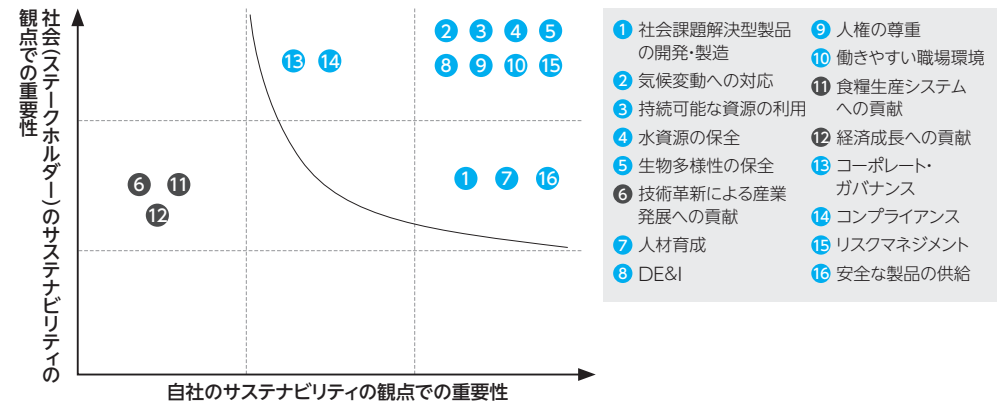 社会(ステークホルダー)のサステナビリティの
観点での重要性
13 14
2 3 4 5
8 9 10 15
6 11
12
1 7 16
自社のサステナビリティの観点での重要性
1 社会課題解決型製品
の開発・製造
2 気候変動への対応
3 持続可能な資源の利用
4 水資源の保全
5 生物多様性の保全
6 技術革新による産業
発展への貢献
7 人材育成
8 DE&I
9 人権の尊重
10 働きやすい職場環境
11 食糧生産システム
への貢献
12 経済成長への貢献
13 コーポレート・
ガバナンス
14 コンプライアンス
15 リスクマネジメント
16 安全な製品の供給